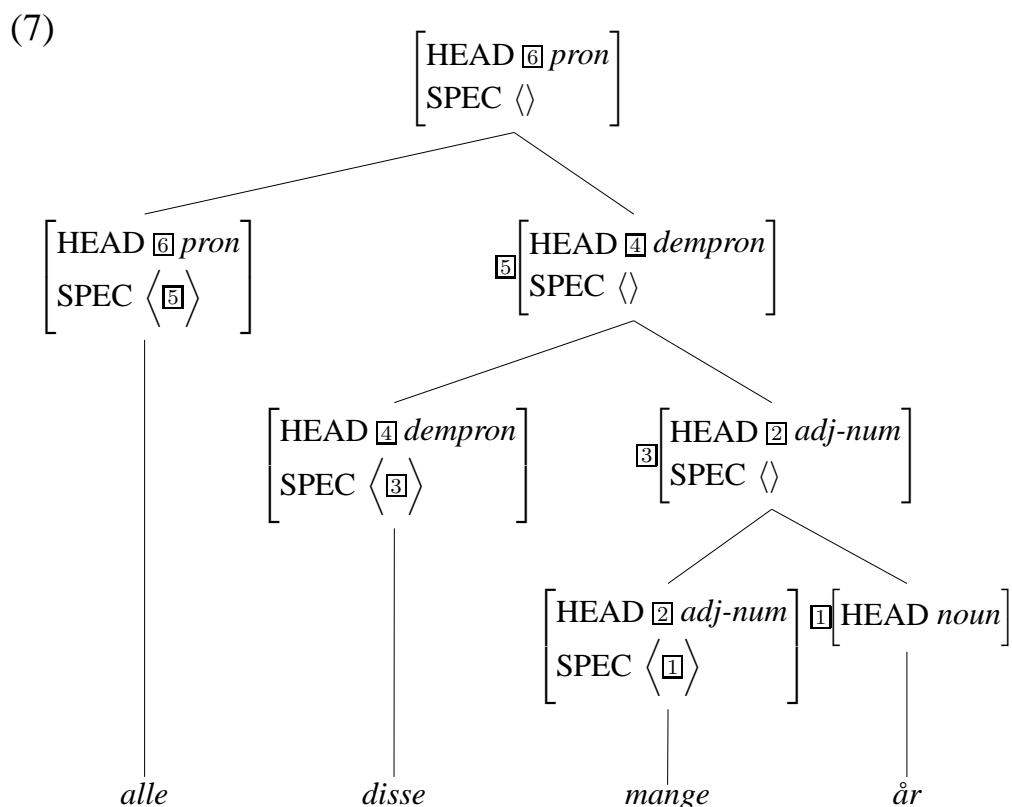 (7)
HEAD 6 pron
SPEC ⟨⟩
HEAD 6 pron
SPEC ⟨5⟩
5 HEAD 4 dempron
SPEC ⟨⟩
HEAD 4 dempron
SPEC ⟨3⟩
3 HEAD 2 adj-num
SPEC ⟨⟩
HEAD 2 adj-num
SPEC ⟨1⟩
1 [HEAD noun]
alle disse mange år